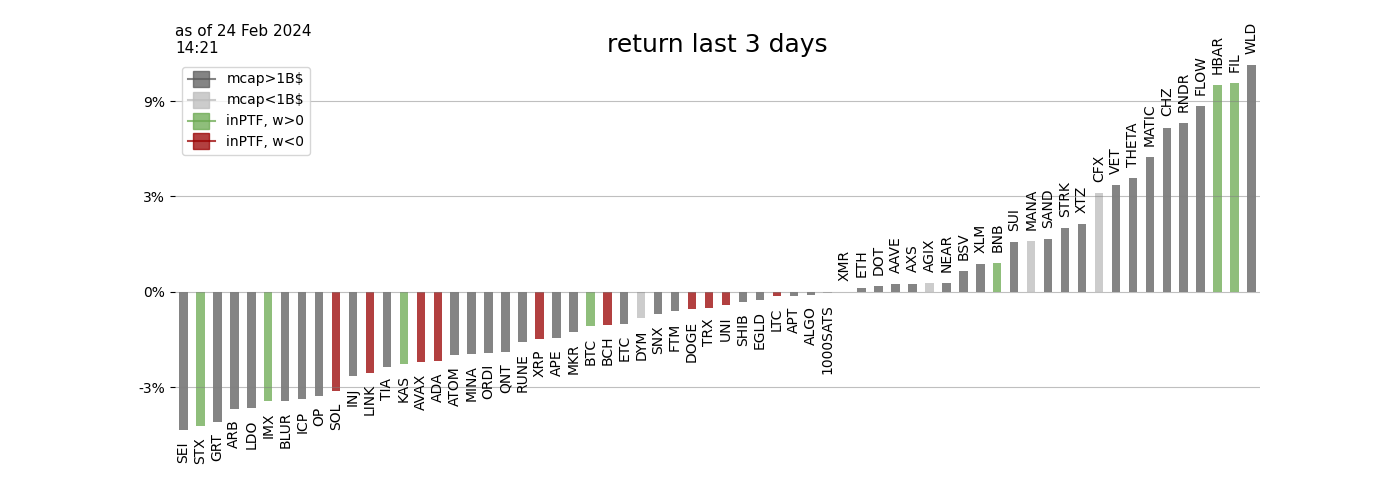 as of 24 Feb 2024
14:21
return last 3 days
mcap>1B$
mcap<1B$
inPTF, w>0
inPTF, w<0
9%
3%
0%
-3%
SEI
STX
GRT
ARB
LDO
IMX
BLUR
ICP
OP
SOL
INJ
LINK
TIA
KAS
AVAX
ADA
ATOM
MINA
ORDI
QNT
RUNE
XRP
APE
MKR
BTC
BCH
ETC
DYM
SNX
FTM
DOGE
TRX
UNI
SHIB
EGLD
LTC
APT
ALGO
1000SATS
XMR
ETH
DOT
AAVE
AXS
AGIX
NEAR
BSV
XLM
BNB
SUI
MANA
SAND
STRK
XTZ
CFX
VET
THETA
MATIC
CHZ
RNDR
FLOW
HBAR
FIL
WLD